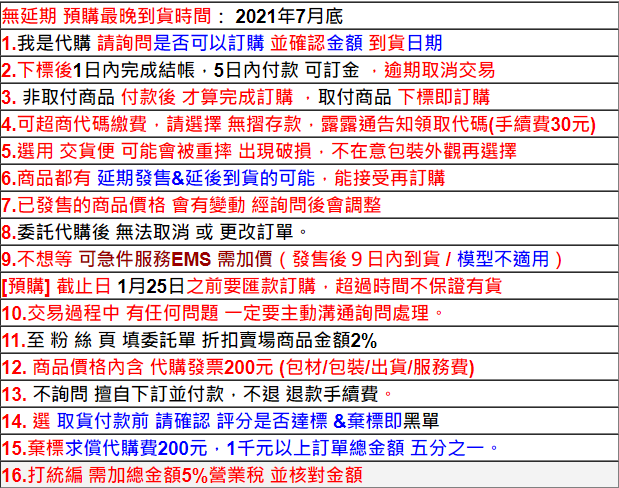 無延期 預購最晚到貨時間： 2021年7月底
1.我是代購 請詢問是否可以訂購 並確認金額 到貨日期
2.下標後1日內完成結帳，5日內付款 可訂金 ，逾期取消交易
3. 非取付商品 付款後 才算完成訂購 ，取付商品 下標即訂購
4.可超商代碼繳費，請選擇 無摺存款，露露通告知領取代碼(手續費30元)
5.選用 交貨便 可能會被重摔 出現破損，不在意包裝外觀再選擇
6.商品都有 延期發售&延後到貨的可能，能接受再訂購
7.已發售的商品價格 會有變動 經詢問後會調整
8.委託代購後 無法取消 或 更改訂單。
9.不想等 可急件服務EMS 需加價（發售後９日內到貨 / 模型不適用）
[預購] 截止日 1月25日之前要匯款訂購，超過時間不保證有貨
10.交易過程中 有任何問題 一定要主動溝通詢問處理。
11.至 粉 絲 頁 填委託單 折扣賣場商品金額2%
12. 商品價格內含 代購發票200元 (包材/包裝/出貨/服務費)
13. 不詢問 擅自下訂並付款，不退 退款手續費。
14. 選 取貨付款前 請確認 評分是否達標 &棄標即黑單
15.棄標求償代購費200元，1千元以上訂單總金額 五分之一。
16.打統編 需加總金額5%營業稅 並核對金額